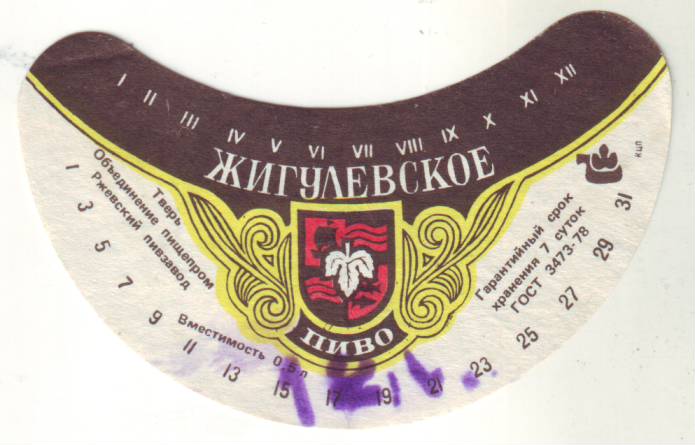 I II III IV V VI VII VIII IX X XI XII
ЖИГУЛЕВСКОЕ
ПИВО
Тверь
Объединение пищепром
Ржевский пивзавод
Вместимость 0,5 л
Гарантийный срок
хранения 7 суток
ГОСТ 3473-78
КЦП
1 3 5 7 9 11 13 15 17 19 21 23 25 27 29 31